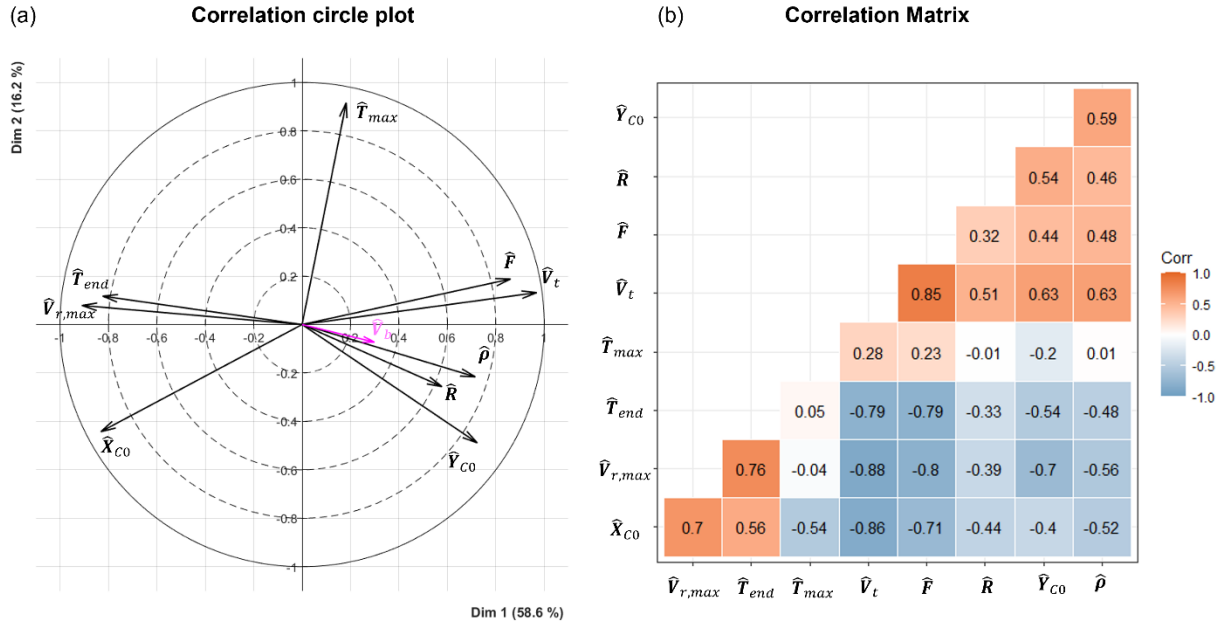 (a) Correlation circle plot
Dim 2 (16.2 %)
1
0.8
0.6
0.4
0.2
-1 -0.8 -0.6 -0.4 -0.2 0.2 0.4 0.6 0.8 1
-0.2
-0.4
-0.6
-0.8
-1
T̂max
F̂
V̂t
T̂end
V̂r,max
V̂b
ρ̂
R̂
X̂C0
ŶC0
Dim 1 (58.6 %)
(b) Correlation Matrix
ŶC0 0.59
R̂ 0.54 0.46
F̂ 0.32 0.44 0.48
V̂t 0.85 0.51 0.63 0.63
T̂max 0.28 0.23 -0.01 -0.2 0.01
T̂end 0.05 -0.79 -0.79 -0.33 -0.54 -0.48
V̂r,max 0.76 -0.04 -0.88 -0.8 -0.39 -0.7 -0.56
X̂C0 0.7 0.56 -0.54 -0.86 -0.71 -0.44 -0.4 -0.52
V̂r,max T̂end T̂max V̂t F̂ R̂ ŶC0 ρ̂
Corr
1.0
0.5
0.0
-0.5
-1.0